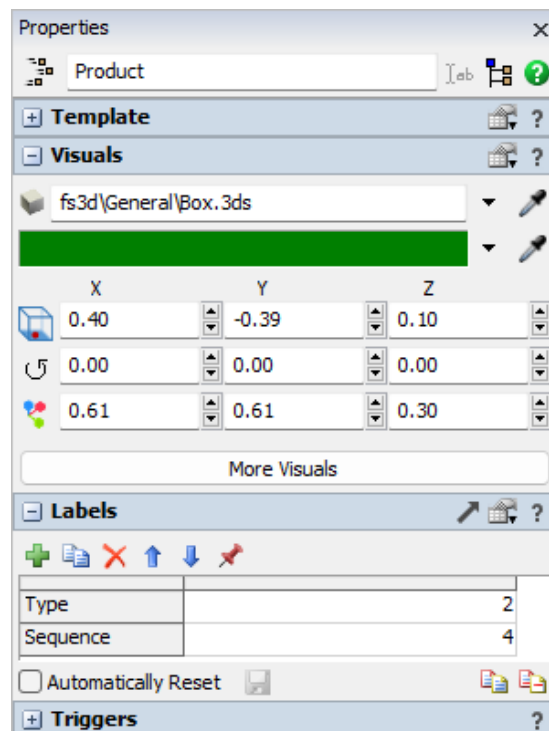 Properties
Product
Template ?
Visuals ?
fs3d\General\Box.3ds
X Y Z
0.40 -0.39 0.10
0.00 0.00 0.00
0.61 0.61 0.30
More Visuals
Labels ?
Type 2
Sequence 4
Automatically Reset
Triggers ?